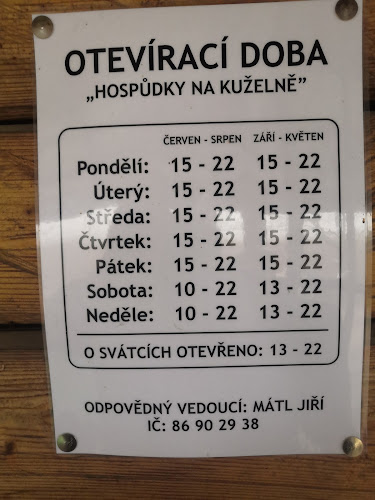 OTEVÍRACÍ DOBA
„HOSPŮDKY NA KUŽELNĚ”
ČERVEN - SRPEN ZÁŘÍ - KVĚTEN
Pondělí: 15 - 22 15 - 22
Úterý: 15 - 22 15 - 22
Středa: 15 - 22 15 - 22
Čtvrtek: 15 - 22 15 - 22
Pátek: 15 - 22 15 - 22
Sobota: 10 - 22 13 - 22
Neděle: 10 - 22 13 - 22
O SVÁTCÍCH OTEVŘENO: 13 - 22
ODPOVĚDNÝ VEDOUCÍ: MÁTL JIŘÍ
IČ: 86 90 29 38